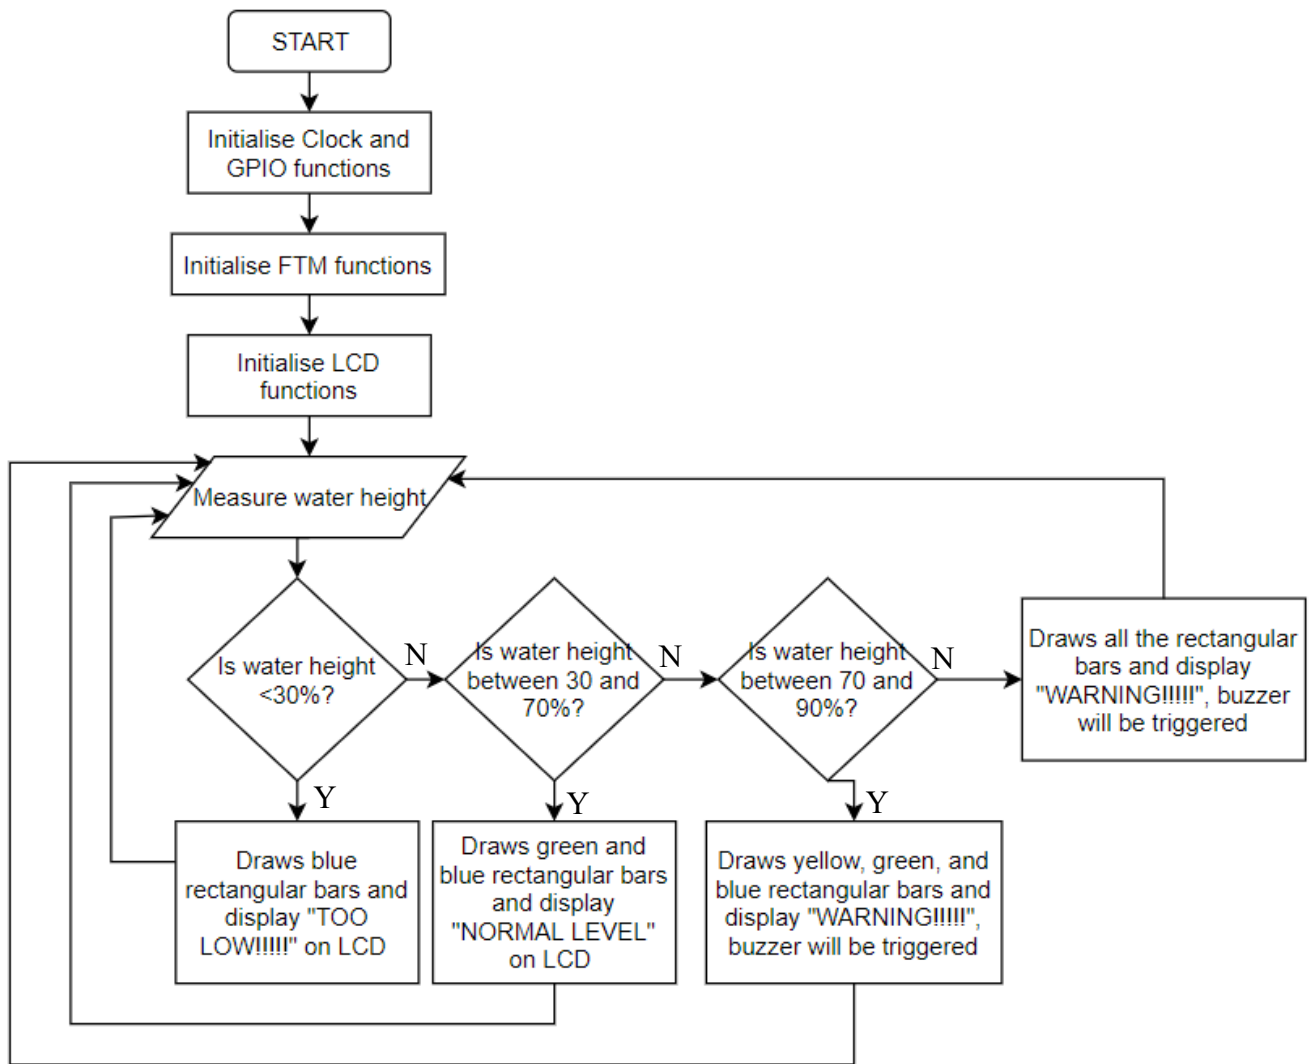 START
Initialise Clock and
GPIO functions
Initialise FTM functions
Initialise LCD
functions
Measure water height
Is water height
<30%?
N
Is water height
between 30 and
70%?
N
Is water height
between 70 and
90%?
N
Draws all the rectangular
bars and display
"WARNING!!!!!", buzzer
will be triggered
Y
Y
Y
Draws blue
rectangular bars and
display "TOO
LOW!!!!!" on LCD
Draws green and
blue rectangular bars
and display
"NORMAL LEVEL"
on LCD
Draws yellow, green, and
blue rectangular bars and
display "WARNING!!!!!",
buzzer will be triggered